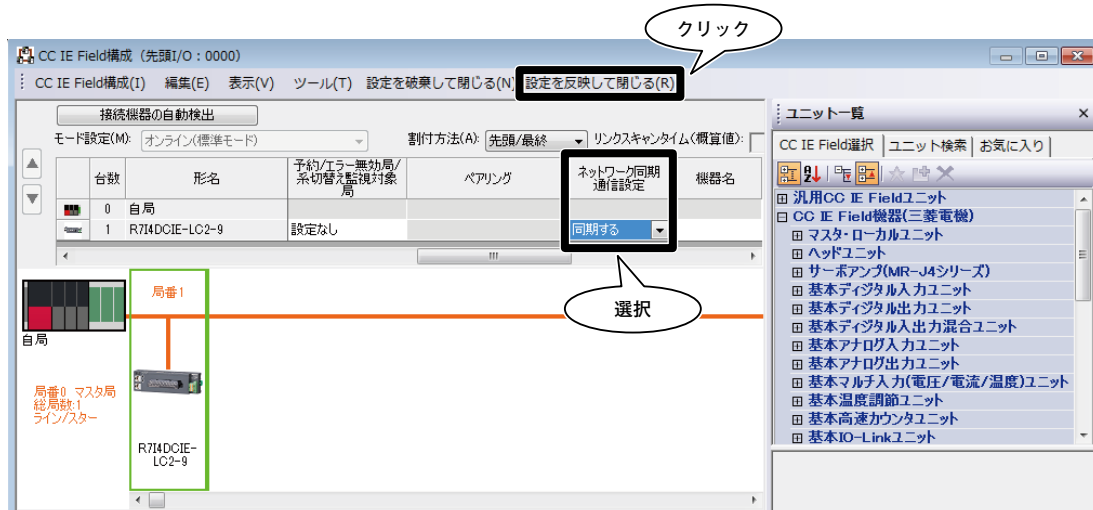 クリック
CC IE Field構成（先頭I/O：0000）
CC IE Field構成(I) 編集(E) 表示(V) ツール(T) 設定を破棄して閉じる(N) 設定を反映して閉じる(R)
接続機器の自動検出
モード設定(M): オンライン(標準モード) 割付方法(A): 先頭/最終 リンクスキャンタイム(概算値):
台数 形名 予約/エラー無効局/系切替え監視対象局 ペアリング ネットワーク同期通信設定 機器名
0 自局
1 R7I4DCIE-LC2-9 設定なし 同期する
選択
局番1
自局
局番0 マスタ局
総局数:1
ライン/スター
R7I4DCIE-
LC2-9
ユニット一覧
CC IE Field選択 ユニット検索 お気に入り
汎用CC IE Fieldユニット
CC IE Field機器(三菱電機)
マスタ・ローカルユニット
ヘッドユニット
サーボアンプ(MR-J4シリーズ)
基本ディジタル入力ユニット
基本ディジタル出力ユニット
基本ディジタル入出力混合ユニット
基本アナログ入力ユニット
基本アナログ出力ユニット
基本マルチ入力(電圧/電流/温度)ユニット
基本温度調節ユニット
基本高速カウンタユニット
基本IO-Linkユニット